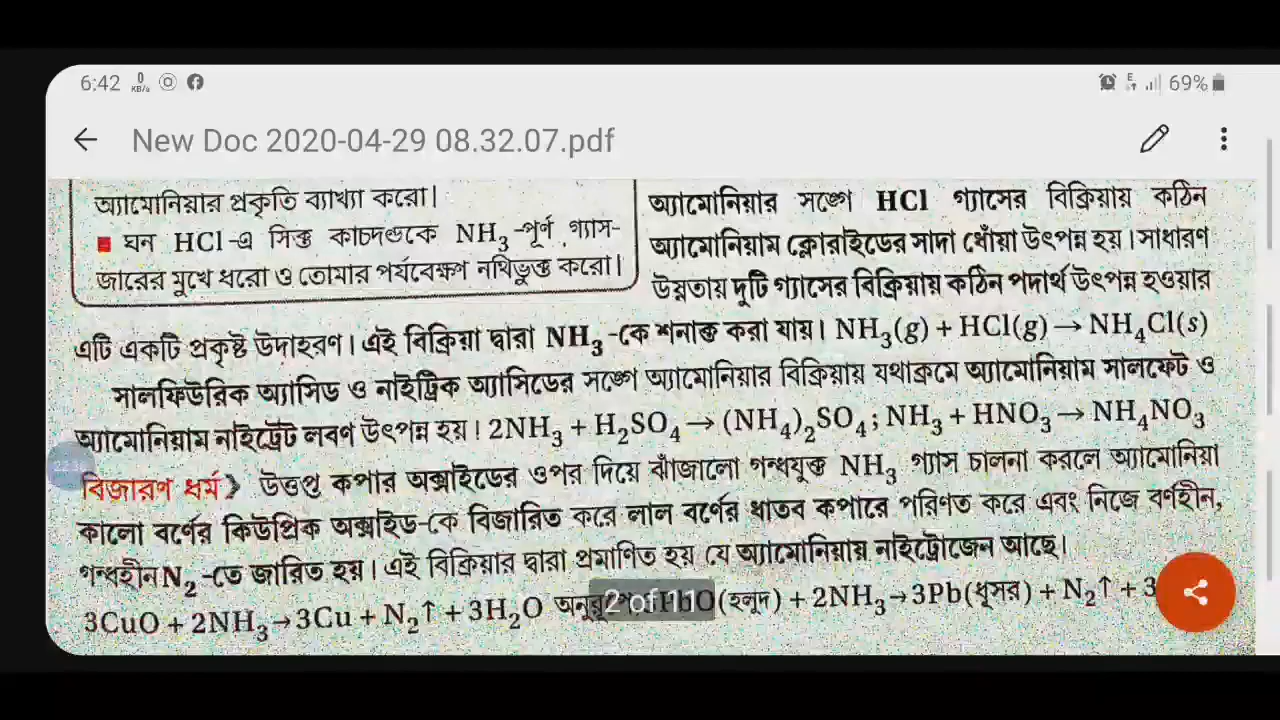 6:42 0 KB/s E 69%
New Doc 2020-04-29 08.32.07.pdf
অ্যামোনিয়ার প্রকৃতি ব্যাখ্যা করো।
■ ঘন HCl-এ সিক্ত কাচদণ্ডকে NH₃-পূর্ণ গ্যাস-
জারের মুখে ধরো ও তোমার পর্যবেক্ষণ নথিভুক্ত করো।
অ্যামোনিয়ার সঙ্গে HCl গ্যাসের বিক্রিয়ায় কঠিন
অ্যামোনিয়াম ক্লোরাইডের সাদা ধোঁয়া উৎপন্ন হয়। সাধারণ
উষ্ণতায় দুটি গ্যাসের বিক্রিয়ায় কঠিন পদার্থ উৎপন্ন হওয়ার
এটি একটি প্রকৃষ্ট উদাহরণ। এই বিক্রিয়া দ্বারা NH₃-কে শনাক্ত করা যায়। NH₃(g) + HCl(g) → NH₄Cl(s)
সালফিউরিক অ্যাসিড ও নাইট্রিক অ্যাসিডের সঙ্গে অ্যামোনিয়ার বিক্রিয়ায় যথাক্রমে অ্যামোনিয়াম সালফেট ও
অ্যামোনিয়াম নাইট্রেট লবণ উৎপন্ন হয়। 2NH₃ + H₂SO₄ → (NH₄)₂SO₄; NH₃ + HNO₃ → NH₄NO₃
বিজারণ ধর্ম❯ উত্তপ্ত কপার অক্সাইডের ওপর দিয়ে ঝাঁজালো গন্ধযুক্ত NH₃ গ্যাস চালনা করলে অ্যামোনিয়া
কালো বর্ণের কিউপ্রিক অক্সাইড-কে বিজারিত করে লাল বর্ণের ধাতব কপারে পরিণত করে এবং নিজে বর্ণহীন,
গন্ধহীন N₂-তে জারিত হয়। এই বিক্রিয়ার দ্বারা প্রমাণিত হয় যে অ্যামোনিয়ায় নাইট্রোজেন আছে।
3CuO + 2NH₃ → 3Cu + N₂↑ + 3H₂O PbO (হলুদ) + 2NH₃ → 3Pb (ধূসর) + N₂↑ + 3
2 of 11